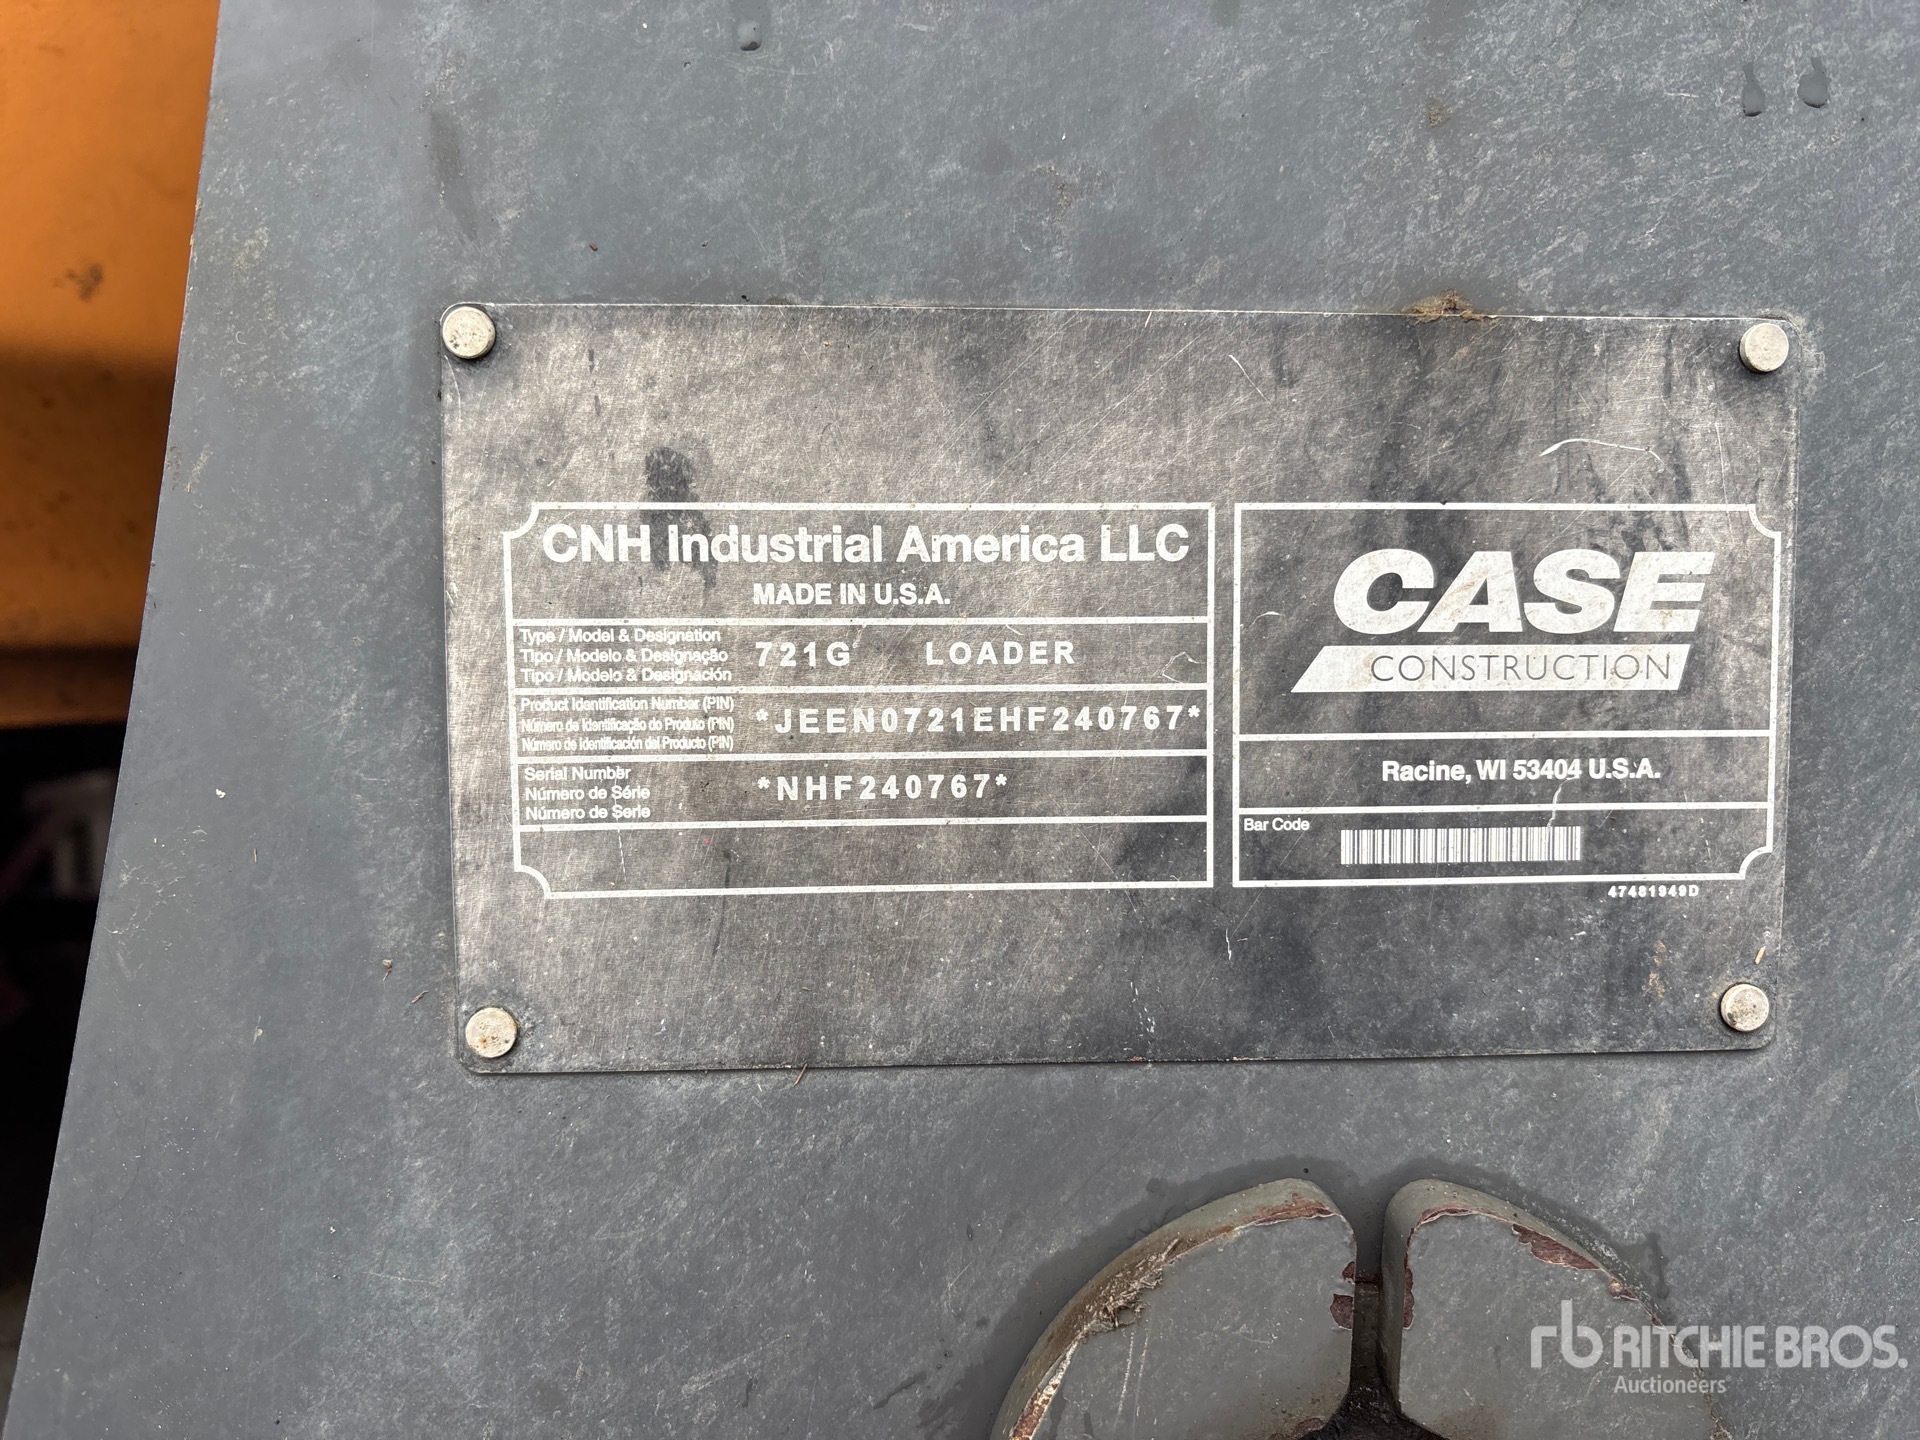 CNH Industrial America LLC
MADE IN U.S.A.
Type / Model & Designation
Tipo / Modelo & Designação
Tipo / Modelo & Designación
721G LOADER
Product Identification Number (PIN)
Número de Identificação do Produto (PIN)
Número de Identificación del Producto (PIN)
*JEEN0721EHF240767*
Serial Number
Número de Série
Número de Serie
*NHF240767*
CASE
CONSTRUCTION
Racine, WI 53404 U.S.A.
Bar Code
47481949D
rb RITCHIE BROS.
Auctioneers